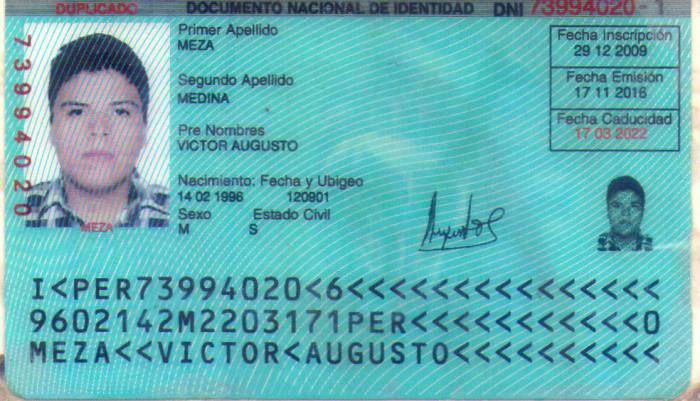 DUPLICADO DOCUMENTO NACIONAL DE IDENTIDAD DNI 73994020 - 1
73994020
Primer Apellido
MEZA
Segundo Apellido
MEDINA
Pre Nombres
VICTOR AUGUSTO
Nacimiento: Fecha y Ubigeo
14 02 1996 120901
Sexo Estado Civil
M S
Fecha Inscripción
29 12 2009
Fecha Emisión
17 11 2016
Fecha Caducidad
17 03 2022
MEZA
I<PER73994020<6<<<<<<<<<<<<<<<
9602142M2203171PER<<<<<<<<<<<0
MEZA<<VICTOR<AUGUSTO<<<<<<<<<<